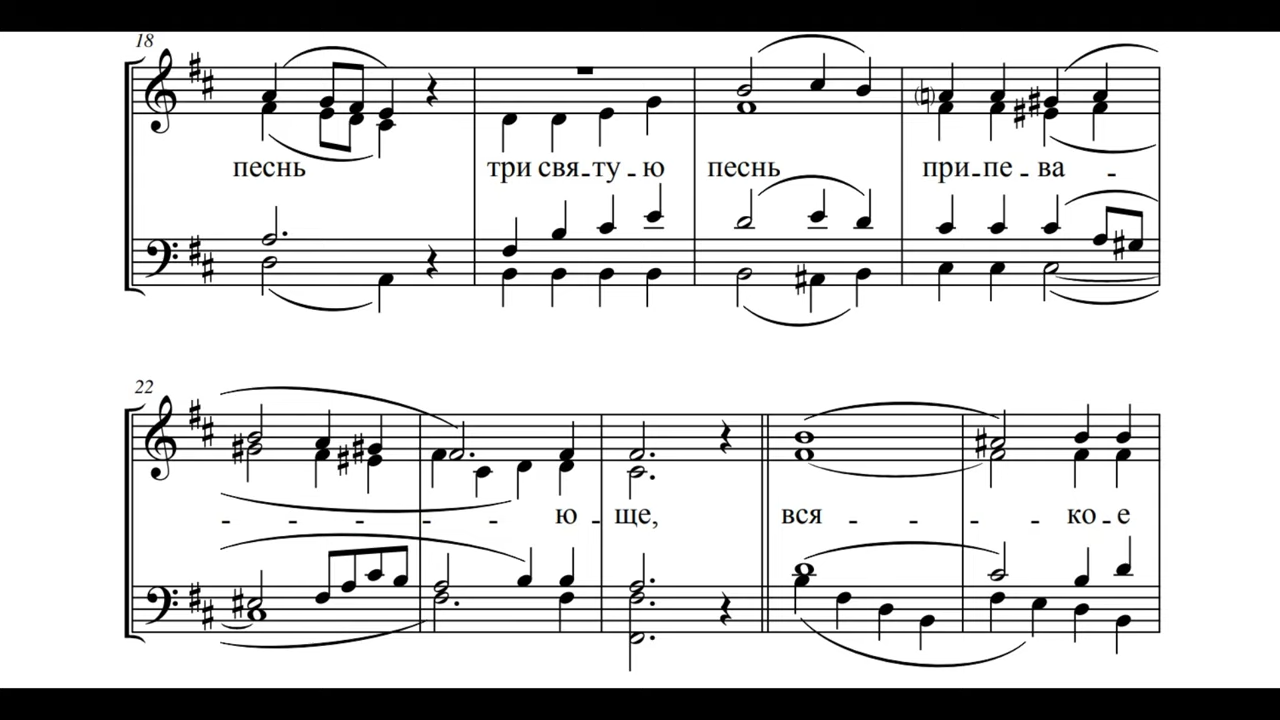 18
песнь три свя-ту-ю песнь при-пе-ва -
22
- - - - - ю - ще, вся - - - - ко-е